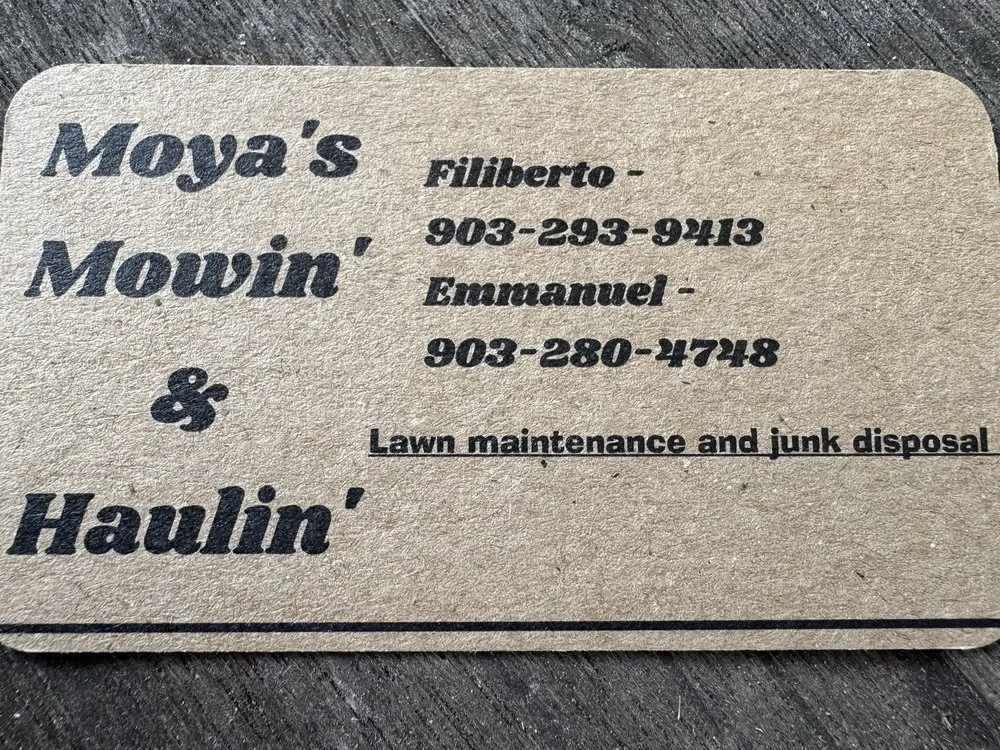 Moya's
Mowin'
&
Haulin'
Filiberto -
903-293-9413
Emmanuel -
903-280-4748
Lawn maintenance and junk disposal